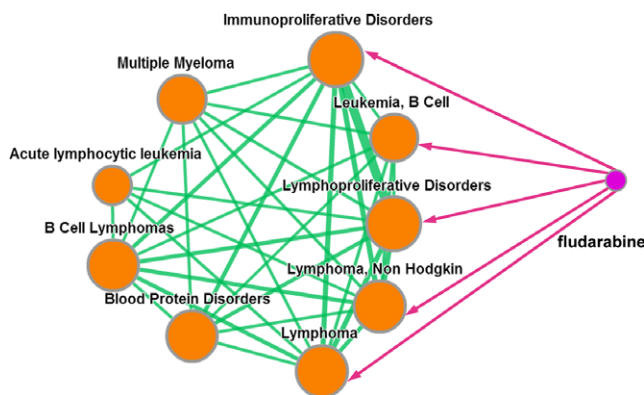 Immunoproliferative Disorders
Multiple Myeloma
Leukemia, B Cell
Acute lymphocytic leukemia
Lymphoproliferative Disorders
B Cell Lymphomas
fludarabine
Lymphoma, Non Hodgkin
Blood Protein Disorders
Lymphoma